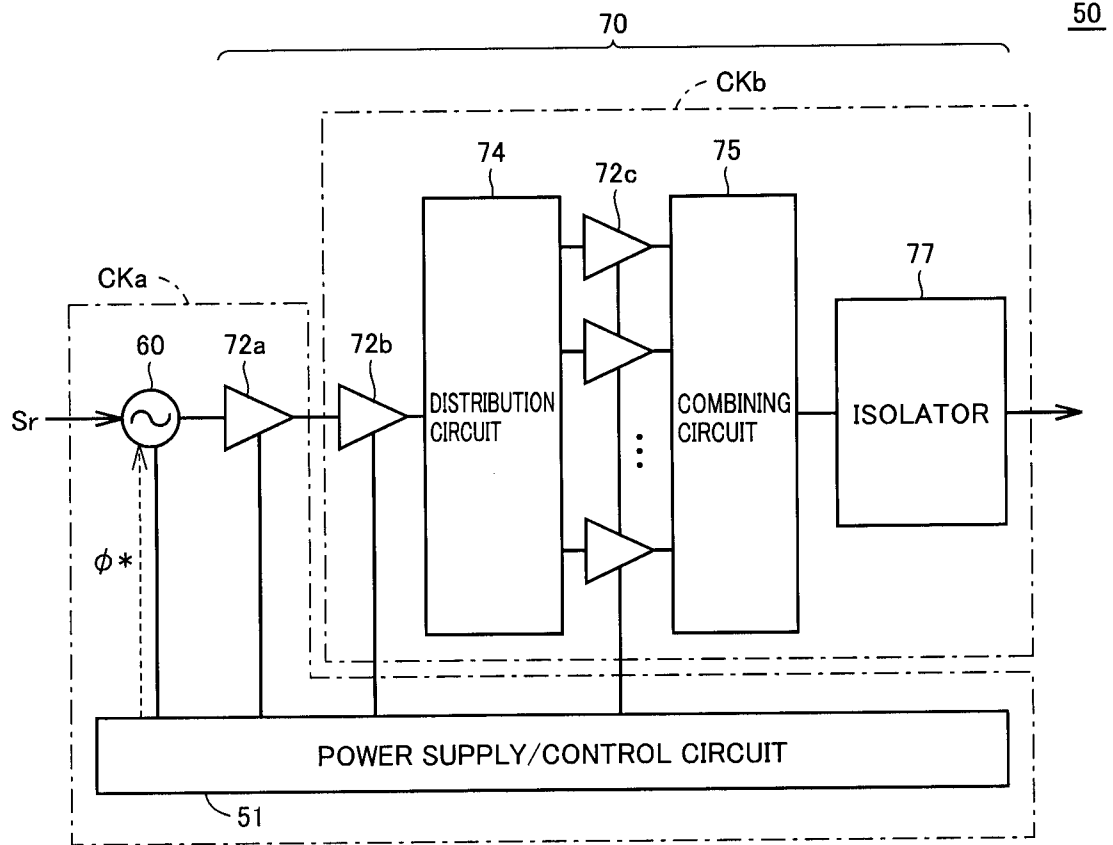 50
70
CKb
74
72c
75
CKa
77
60
72a
72b
Sr
DISTRIBUTION
CIRCUIT
COMBINING
CIRCUIT
ISOLATOR
φ*
POWER SUPPLY/CONTROL CIRCUIT
51